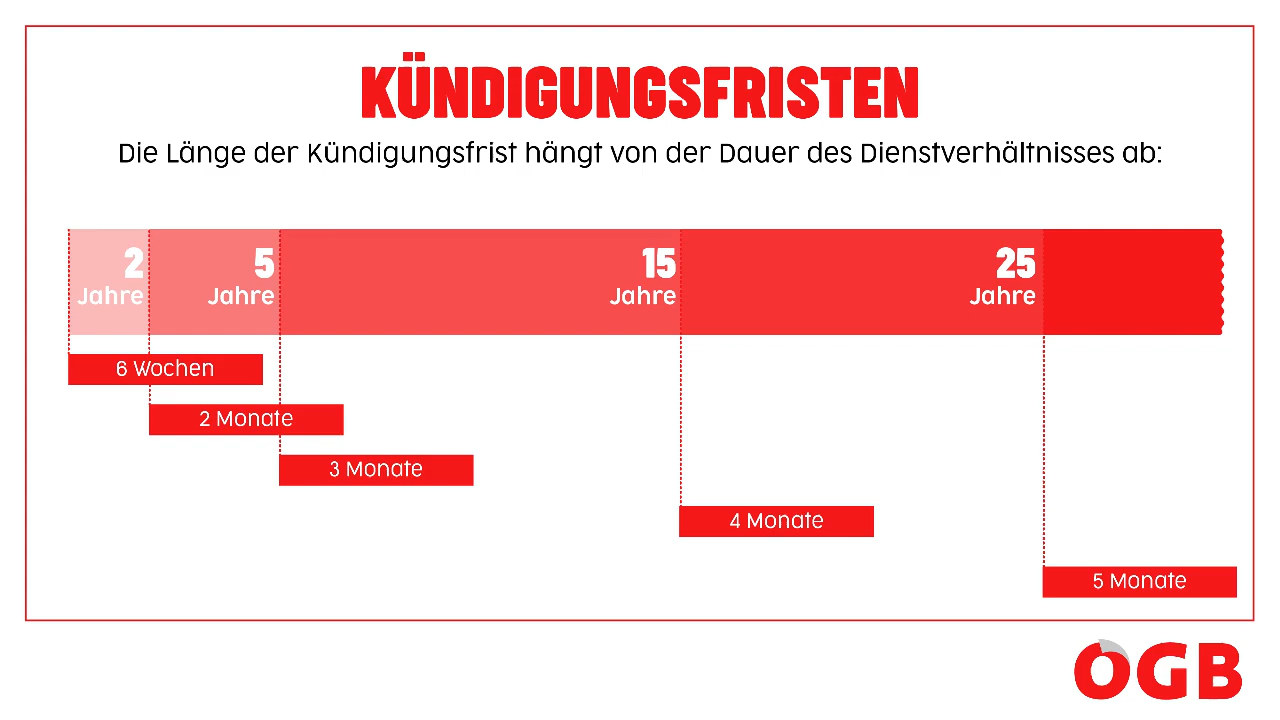 KÜNDIGUNGSFRISTEN
Die Länge der Kündigungsfrist hängt von der Dauer des Dienstverhältnisses ab:
2 Jahre
5 Jahre
15 Jahre
25 Jahre
6 Wochen
2 Monate
3 Monate
4 Monate
5 Monate
ÖGB